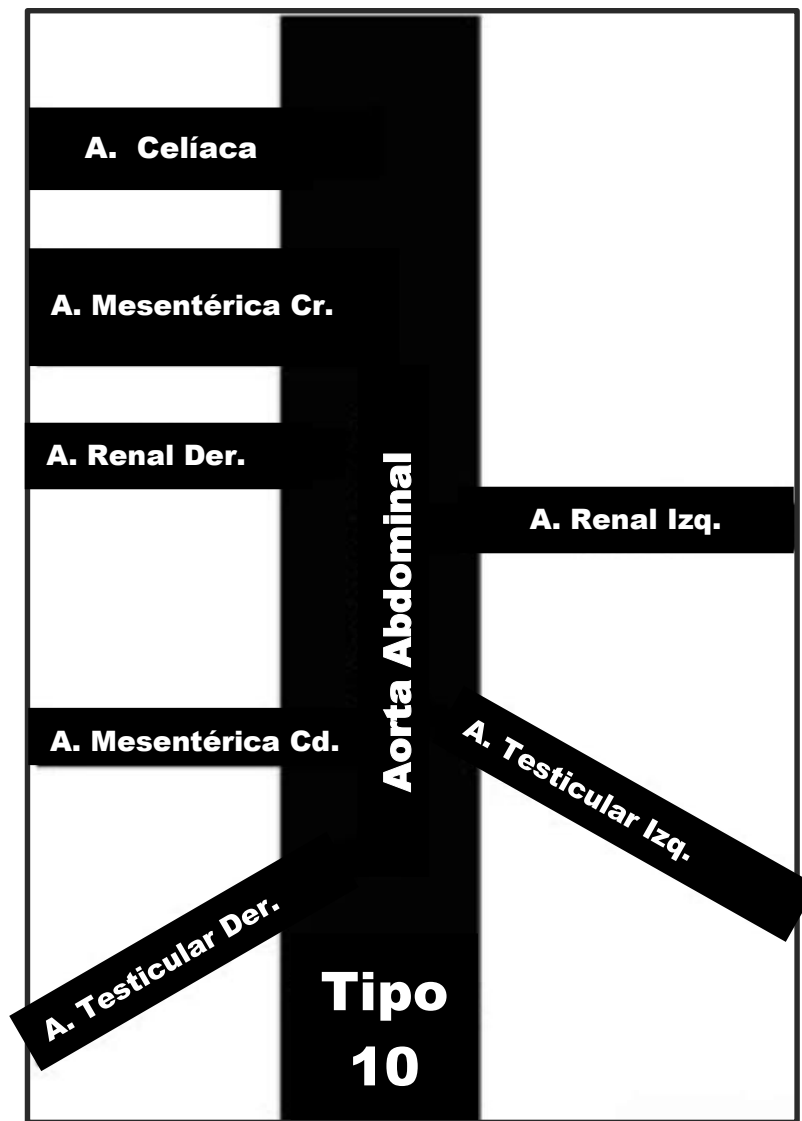 A. Celíaca
A. Mesentérica Cr.
A. Renal Der.
A. Renal Izq.
Aorta Abdominal
A. Mesentérica Cd.
A. Testicular Izq.
A. Testicular Der.
Tipo
10